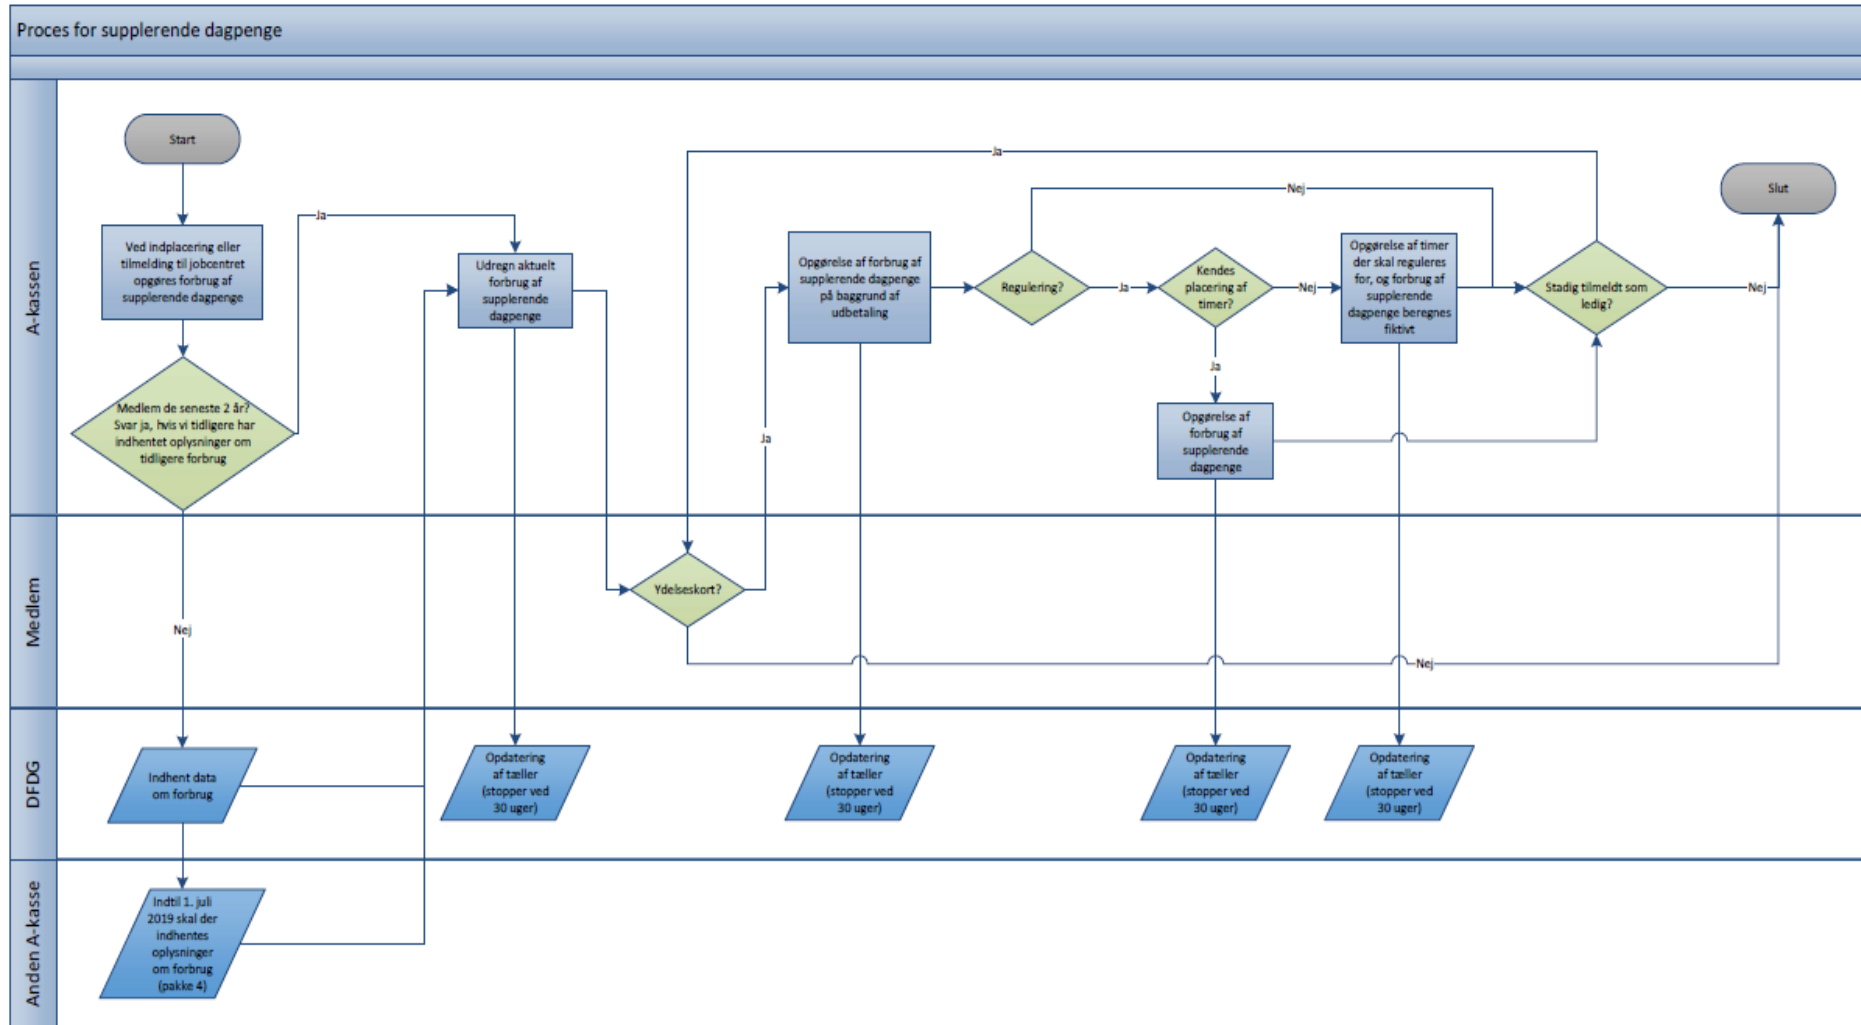 Proces for supplerende dagpenge
A-kassen
Start
Ved indplacering eller
tilmelding til jobcentret
opgøres forbrug af
supplerende dagpenge
Medlem de seneste 2 år?
Svar ja, hvis vi tidligere har
indhentet oplysninger om
tidligere forbrug
Ja
Udregn aktuelt
forbrug af
supplerende
dagpenge
Ja
Opgørelse af forbrug af
supplerende dagpenge
på baggrund af
udbetaling
Regulering?
Nej
Ja
Kendes
placering af
timer?
Nej
Ja
Opgørelse af
forbrug af
supplerende
dagpenge
Opgørelse af timer
der skal reguleres
for, og forbrug af
supplerende
dagpenge beregnes
fiktivt
Stadig tilmeldt som
ledig?
Ja
Nej
Slut
Medlem
Nej
Ydelseskort?
Nej
DFDG
Indhent data
om forbrug
Opdatering
af tæller
(stopper ved
30 uger)
Opdatering
af tæller
(stopper ved
30 uger)
Opdatering
af tæller
(stopper ved
30 uger)
Opdatering
af tæller
(stopper ved
30 uger)
Anden A-kasse
Indtil 1. juli
2019 skal der
indhentes
oplysninger
om forbrug
(pakke 4)